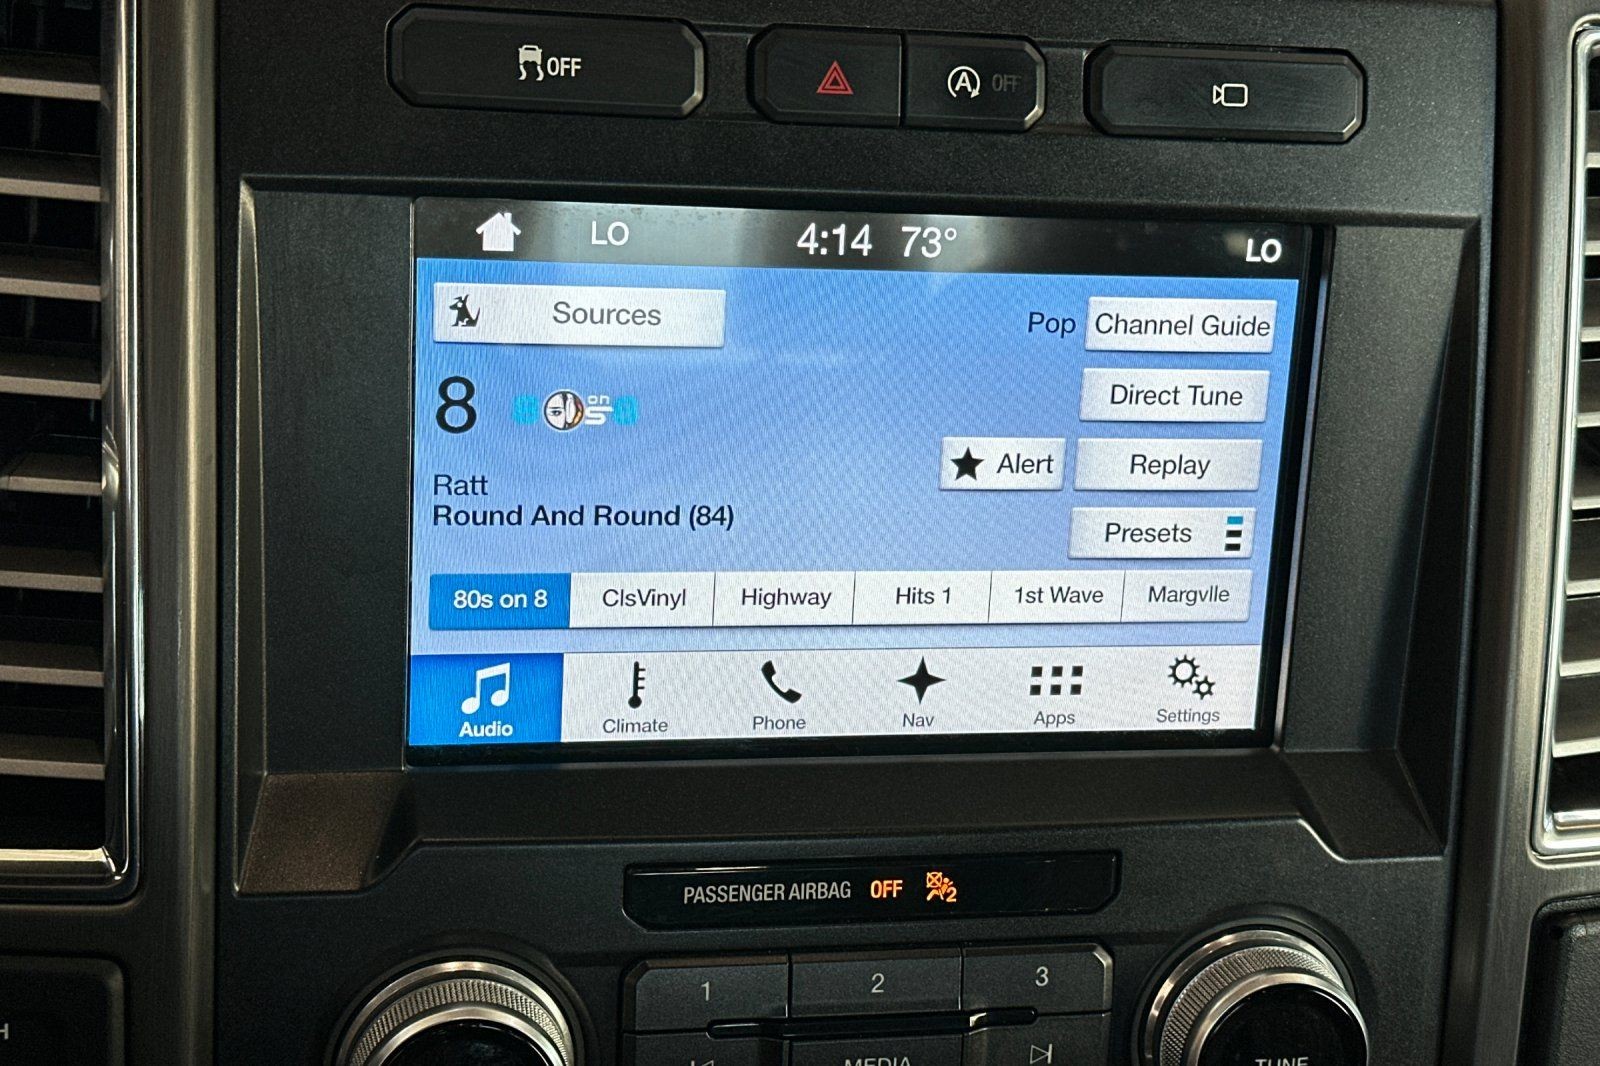 OFF
A OFF
LO 4:14 73° LO
Sources
Pop Channel Guide
8 on
Direct Tune
Alert Replay
Ratt
Round And Round (84)
Presets
80s on 8 ClsVinyl Highway Hits 1 1st Wave Margvlle
Audio Climate Phone Nav Apps Settings
PASSENGER AIRBAG OFF 2
1 2 3
MEDIA
TUNE
H